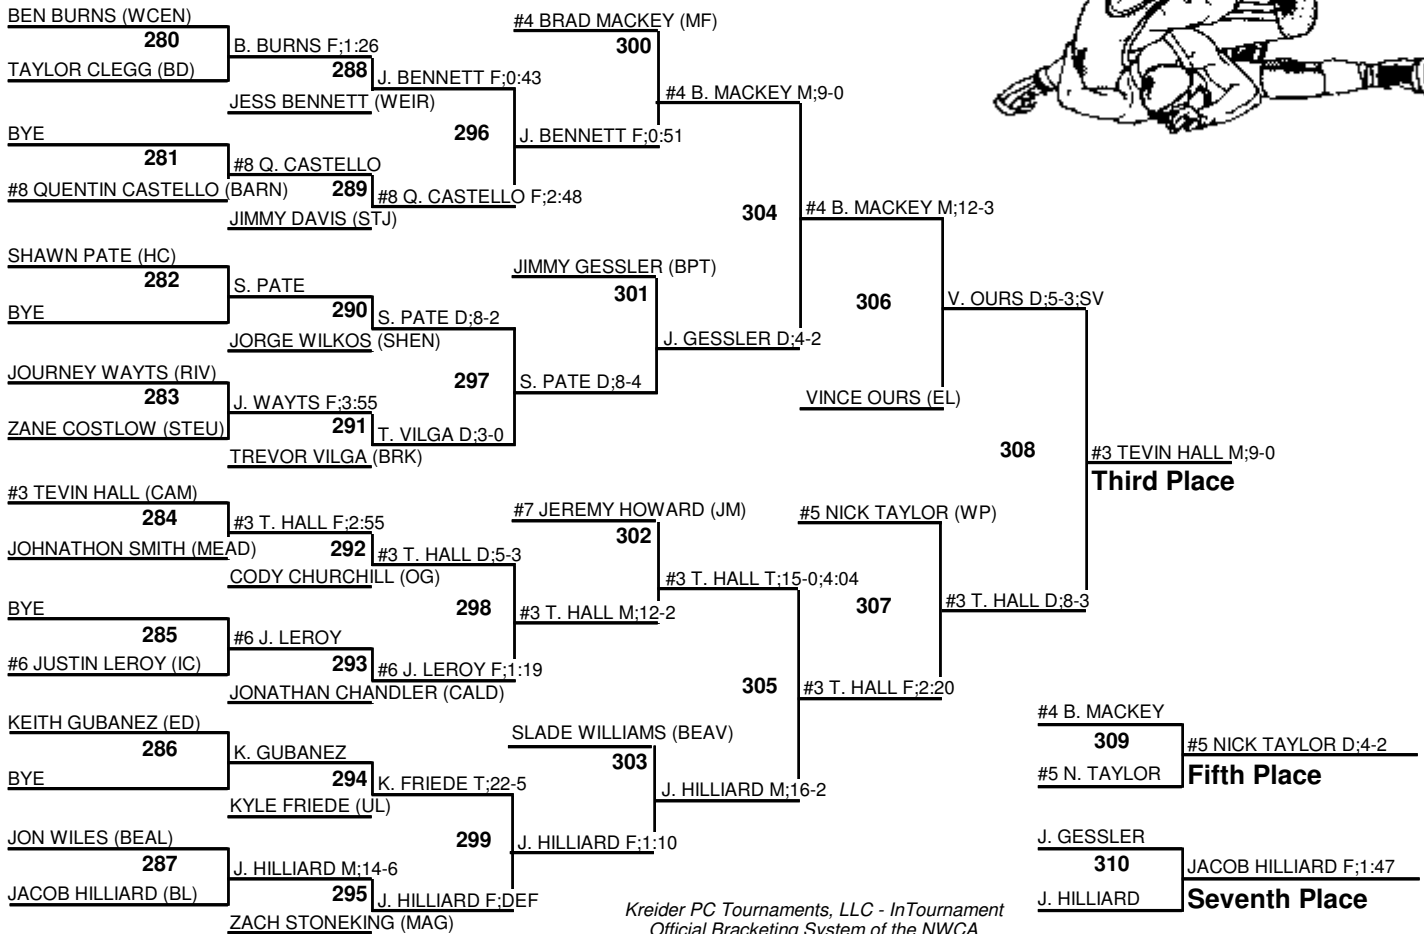 BEN BURNS (WCEN)
280
TAYLOR CLEGG (BD)
B. BURNS F;1:26
288
JESS BENNETT (WEIR)
J. BENNETT F;0:43
BYE
281
#8 QUENTIN CASTELLO (BARN)
#8 Q. CASTELLO
289
JIMMY DAVIS (STJ)
#8 Q. CASTELLO F;2:48
296
J. BENNETT F;0:51
#4 BRAD MACKEY (MF)
300
#4 B. MACKEY M;9-0
SHAWN PATE (HC)
282
BYE
S. PATE
290
JORGE WILKOS (SHEN)
S. PATE D;8-2
JOURNEY WAYTS (RIV)
283
ZANE COSTLOW (STEU)
J. WAYTS F;3:55
291
TREVOR VILGA (BRK)
T. VILGA D;3-0
297
S. PATE D;8-4
JIMMY GESSLER (BPT)
301
J. GESSLER D;4-2
304
#4 B. MACKEY M;12-3
306
VINCE OURS (EL)
V. OURS D;5-3;SV
#3 TEVIN HALL (CAM)
284
JOHNATHON SMITH (MEAD)
#3 T. HALL F;2:55
292
CODY CHURCHILL (OG)
#3 T. HALL D;5-3
BYE
285
#6 JUSTIN LEROY (IC)
#6 J. LEROY
293
JONATHAN CHANDLER (CALD)
#6 J. LEROY F;1:19
298
#3 T. HALL M;12-2
#7 JEREMY HOWARD (JM)
302
#3 T. HALL T;15-0;4:04
KEITH GUBANEZ (ED)
286
BYE
K. GUBANEZ
294
KYLE FRIEDE (UL)
K. FRIEDE T;22-5
JON WILES (BEAL)
287
JACOB HILLIARD (BL)
J. HILLIARD M;14-6
295
ZACH STONEKING (MAG)
J. HILLIARD F;DEF
299
J. HILLIARD F;1:10
SLADE WILLIAMS (BEAV)
303
J. HILLIARD M;16-2
305
#3 T. HALL F;2:20
#5 NICK TAYLOR (WP)
307
#3 T. HALL D;8-3
308
#3 TEVIN HALL M;9-0
Third Place
#4 B. MACKEY
309
#5 N. TAYLOR
#5 NICK TAYLOR D;4-2
Fifth Place
J. GESSLER
310
J. HILLIARD
JACOB HILLIARD F;1:47
Seventh Place
Kreider PC Tournaments, LLC - InTournament
Official Bracketing System of the NWCA